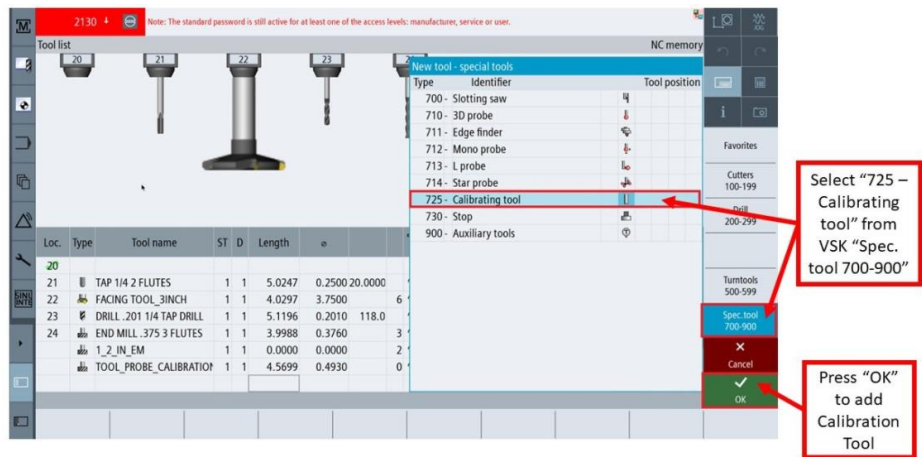 2130
Note: The standard password is still active for at least one of the access levels: manufacturer, service or user.
Tool list
NC memory
20
21
22
23
New tool - special tools
Type Identifier Tool position
700 - Slotting saw
710 - 3D probe
711 - Edge finder
712 - Mono probe
713 - L probe
714 - Star probe
725 - Calibrating tool
730 - Stop
900 - Auxiliary tools
Loc. Type Tool name ST D Length ø
20
21 TAP 1/4 2 FLUTES 1 1 5.0247 0.2500 20.0000
22 FACING TOOL_3INCH 1 1 4.0297 3.7500 6
23 DRILL .201 1/4 TAP DRILL 1 1 5.1196 0.2010 118.0
24 END MILL .375 3 FLUTES 1 1 3.9988 0.3760 3
1_2_IN_EM 1 1 0.0000 0.0000 2
TOOL_PROBE_CALIBRATION 1 1 4.5699 0.4930 0
Favorites
Cutters
100-199
Drill
200-299
Turntools
500-599
Spec.tool
700-900
Cancel
OK
Select “725 –
Calibrating
tool” from
VSK “Spec.
tool 700-900”
Press “OK”
to add
Calibration
Tool